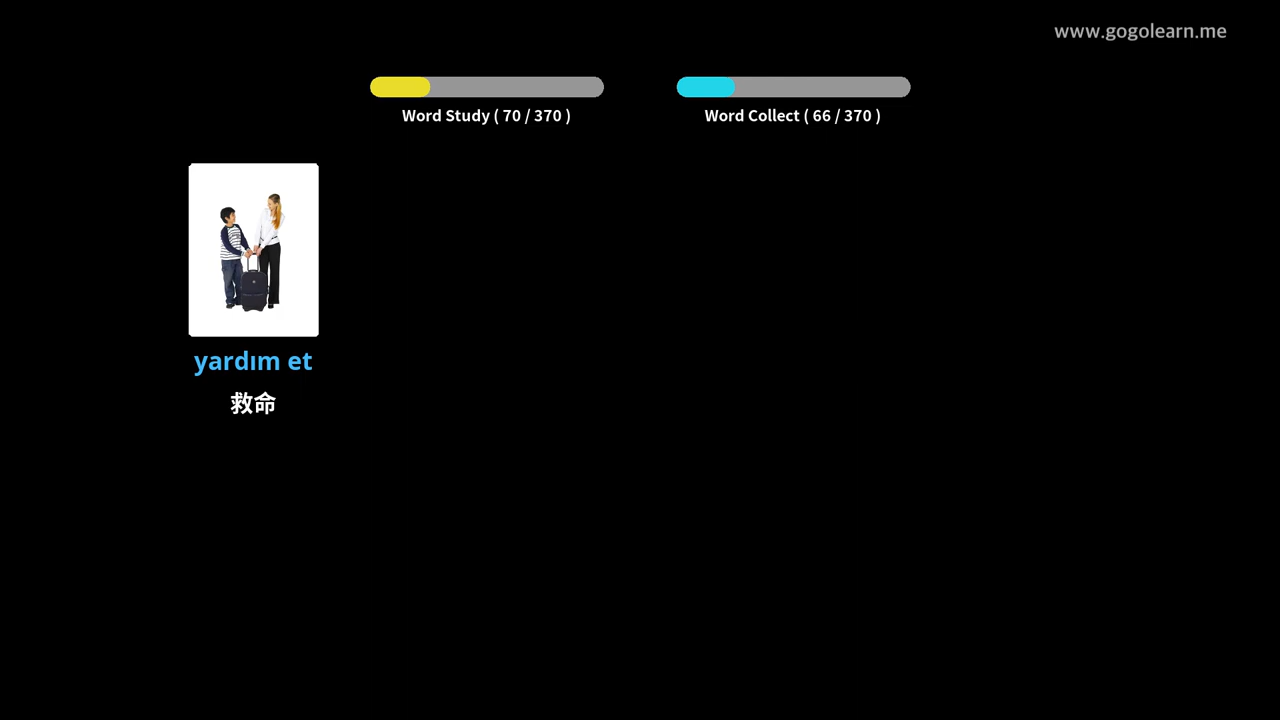 www.gogolearn.me
Word Study ( 70 / 370 )
Word Collect ( 66 / 370 )
yardım et
救命